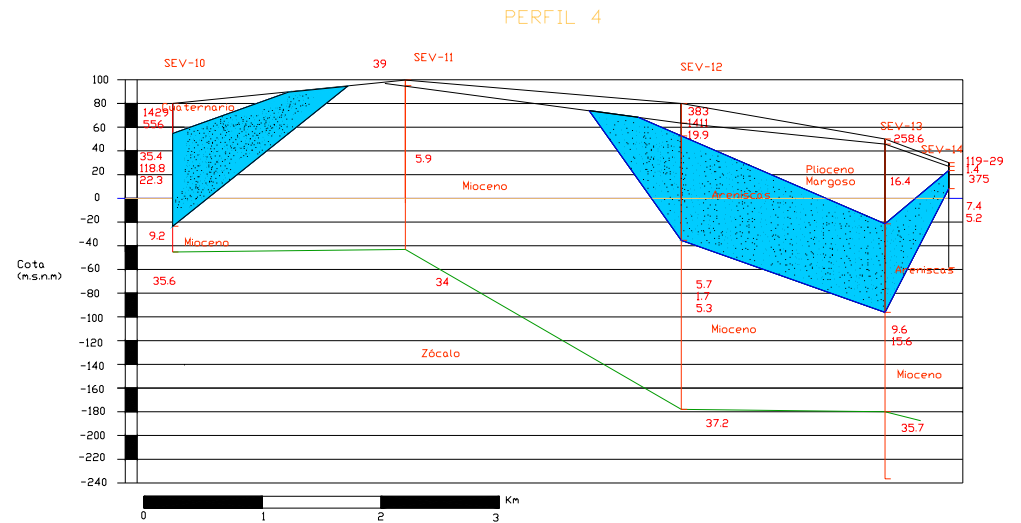 PERFIL 4
SEV-10
39
SEV-11
SEV-12
SEV-13
SEV-14
100
80
60
40
20
0
-20
-40
-60
-80
-100
-120
-140
-160
-180
-200
-220
-240
Cota
(m.s.n.m)
Cuaternario
1429
556
35.4
118.8
22.3
9.2
Mioceno
35.6
5.9
Mioceno
34
Zócalo
383
1411
19.9
Areniscas
5.7
1.7
5.3
Mioceno
37.2
258.6
Plioceno
Margoso
16.4
119-29
1.4
375
7.4
5.2
Areniscas
9.6
15.6
Mioceno
35.7
Km
0
1
2
3